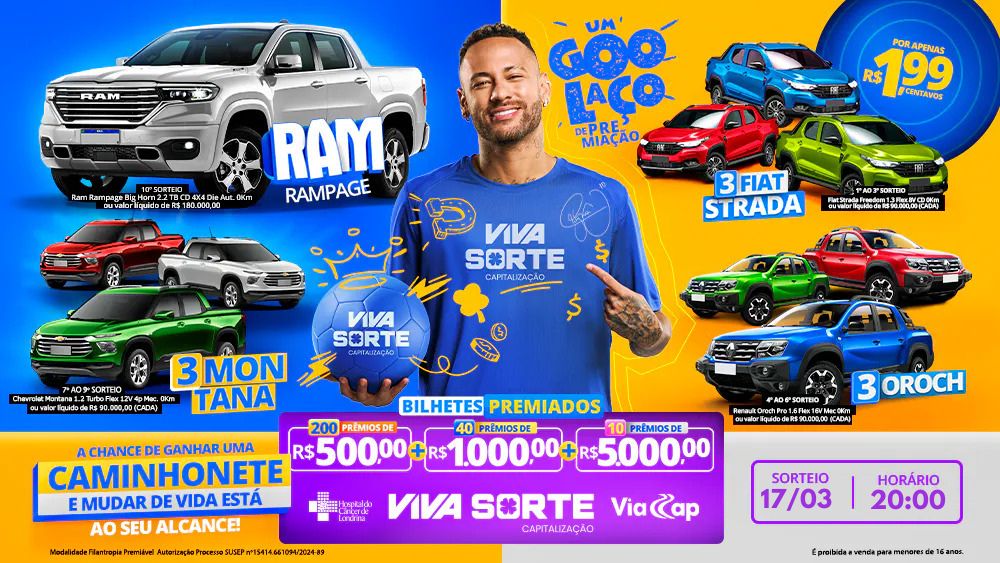 RAM
RAM
RAMPAGE
10º SORTEIO
Ram Rampage Big Horn 2.2 TB CD 4X4 Die Aut. 0Km
ou valor líquido de R$ 180.000,00
UM
GOO
LAÇO
DE PRE
MIAÇÃO
POR APENAS
R$1,99
CENTAVOS
FIAT
FIAT
3 FIAT
STRADA
1º AO 3º SORTEIO
Fiat Strada Freedom 1.3 Flex 8V CD 0Km
ou valor líquido de R$ 90.000,00 (CADA)
VIVA
SORTE
CAPITALIZAÇÃO
VIVA
SORTE
CAPITALIZAÇÃO
3 MON
TANA
7º AO 9º SORTEIO
Chevrolet Montana 1.2 Turbo Flex 12V 4p Mec. 0Km
ou valor líquido de R$ 90.000,00 (CADA)
3 OROCH
4º AO 6º SORTEIO
Renault Oroch Pro 1.6 Flex 16V Mec 0Km
ou valor líquido de R$ 90.000,00 (CADA)
BILHETES PREMIADOS
200 PRÊMIOS DE
R$500,00
+
40 PRÊMIOS DE
R$1.000,00
+
10 PRÊMIOS DE
R$5.000,00
A CHANCE DE GANHAR UMA
CAMINHONETE
E MUDAR DE VIDA ESTÁ
AO SEU ALCANCE!
Hospital do
Câncer de
Londrina
VIVA SORTE
CAPITALIZAÇÃO
Via Cap
SORTEIO
17/03
HORÁRIO
20:00
Modalidade Filantropia Premiável Autorização Processo SUSEP nº15414.661094/2024-89
É proibida a venda para menores de 16 anos.